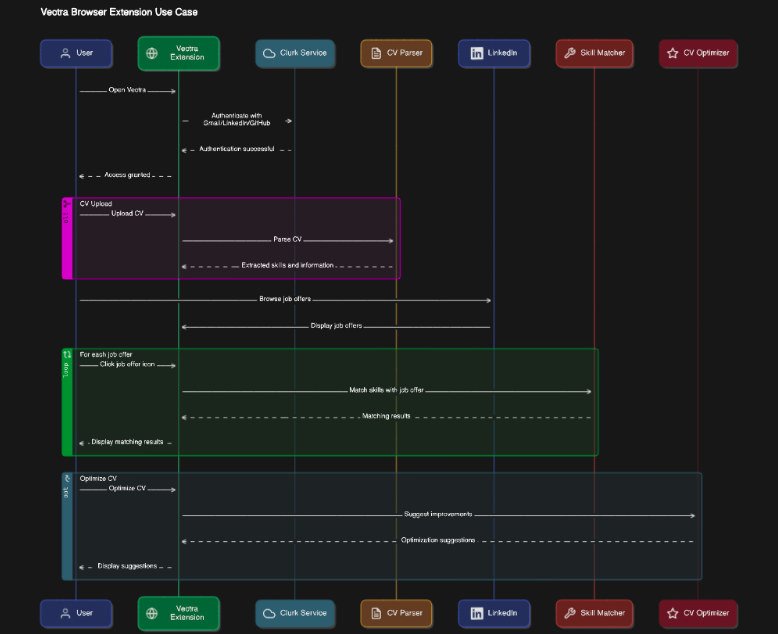 Vectra Browser Extension Use Case
User
Vectra
Extension
Clurk Service
CV Parser
LinkedIn
Skill Matcher
CV Optimizer
Open Vectra
Authenticate with
Gmail/LinkedIn/GitHub
Authentication successful
Access granted
CV Upload
Upload CV
Parse CV
Extracted skills and information
Browse job offers
Display job offers
loop
For each job offer
Click job offer icon
Match skills with job offer
Matching results
Display matching results
Optimize CV
Optimize CV
Suggest improvements
Optimization suggestions
Display suggestions
User
Vectra
Extension
Clurk Service
CV Parser
LinkedIn
Skill Matcher
CV Optimizer